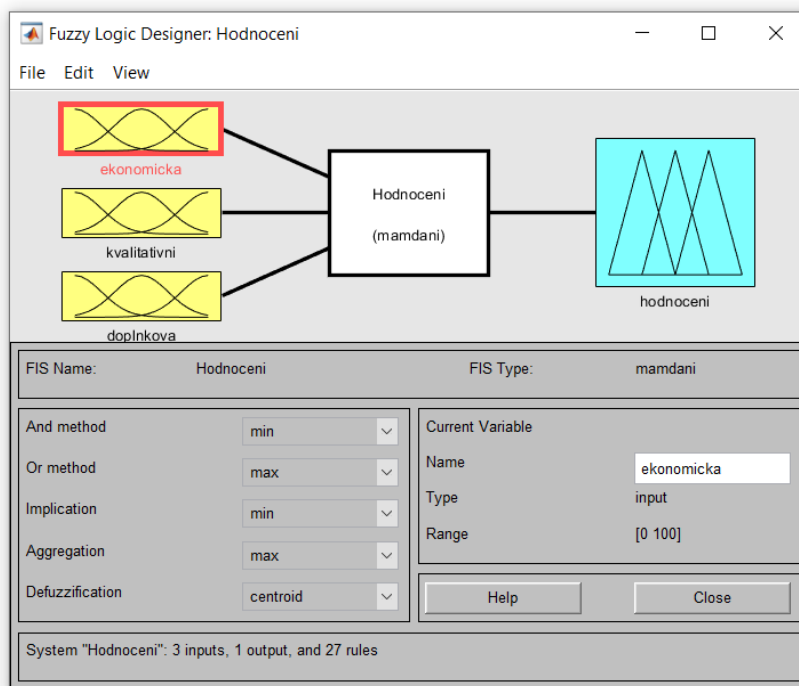 Fuzzy Logic Designer: Hodnoceni
File Edit View
ekonomicka
kvalitativni
doplnkova
Hodnoceni
(mamdani)
hodnoceni
FIS Name: Hodnoceni FIS Type: mamdani
And method min
Or method max
Implication min
Aggregation max
Defuzzification centroid
Current Variable
Name ekonomicka
Type input
Range [0 100]
Help Close
System "Hodnoceni": 3 inputs, 1 output, and 27 rules